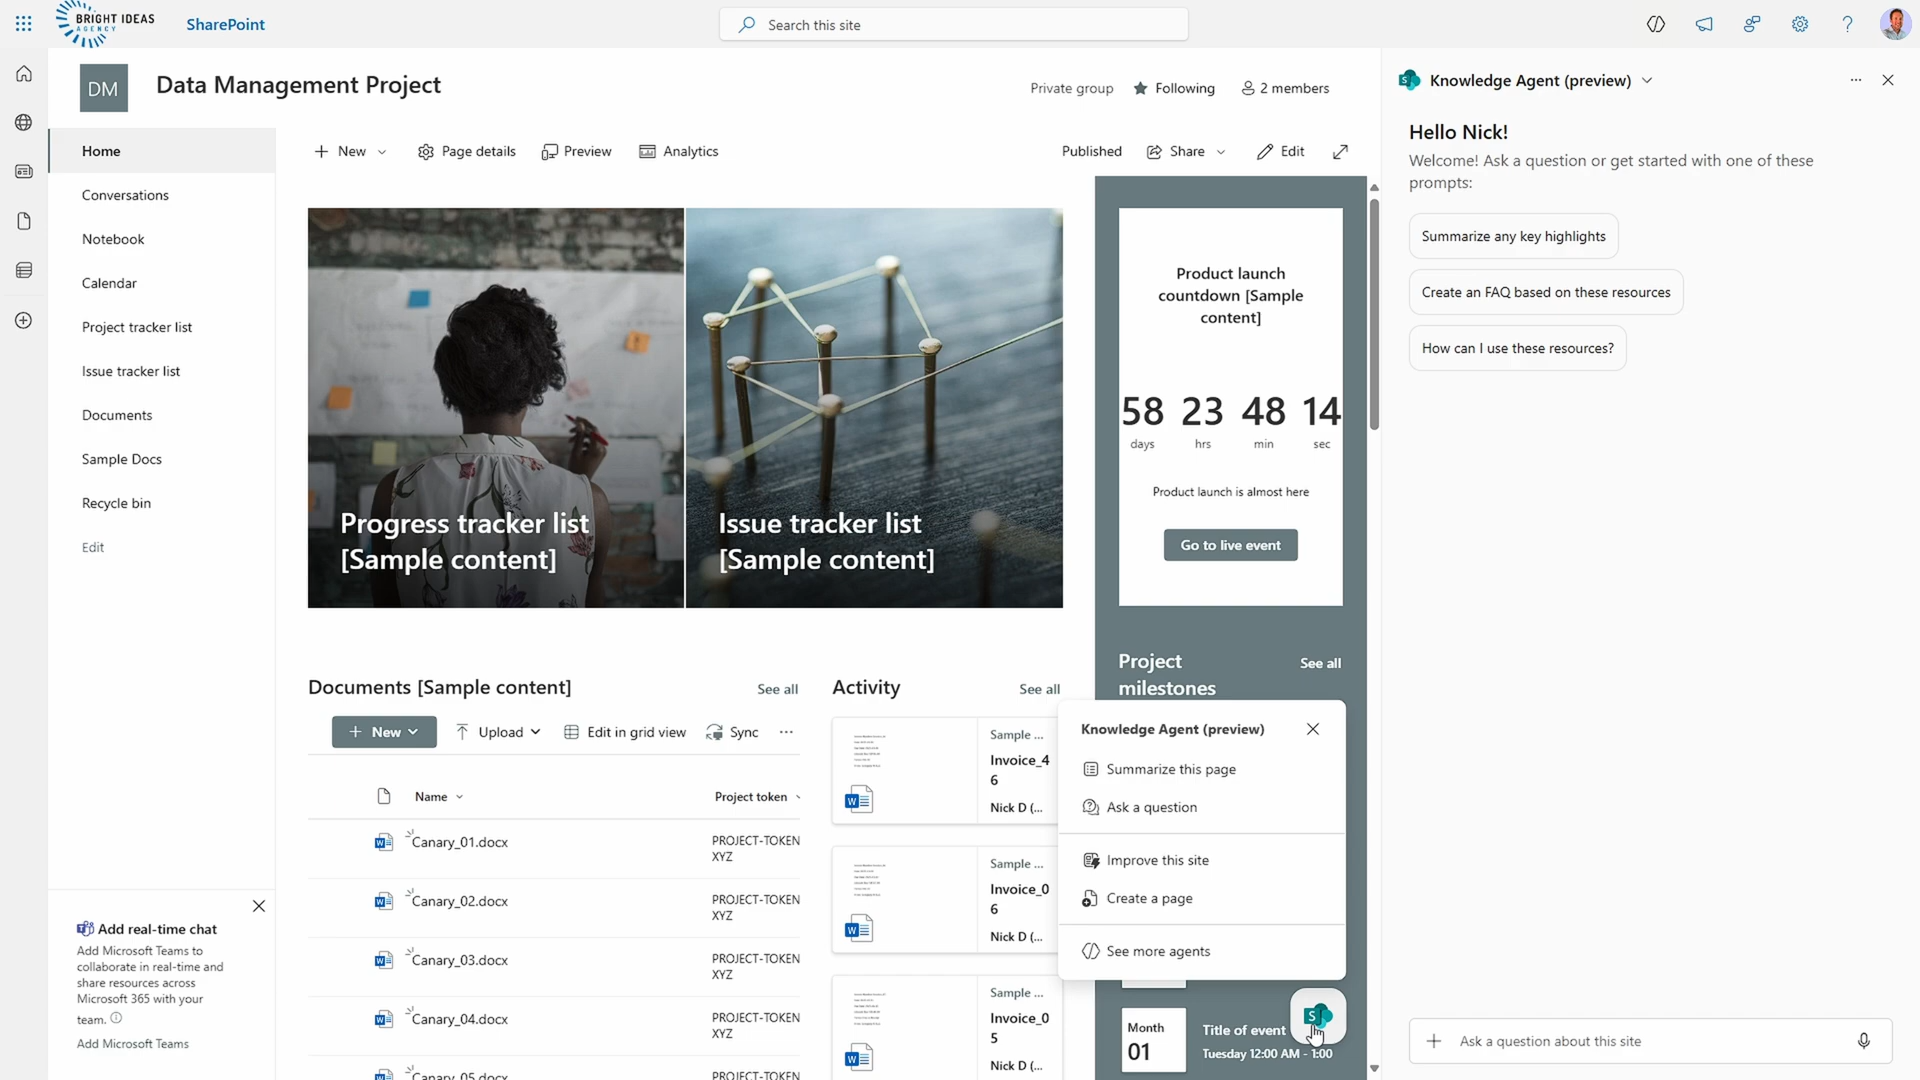 BRIGHT IDEAS
AGENCY
SharePoint
Search this site
DM
Data Management Project
Private group
Following
2 members
Home
Conversations
Notebook
Calendar
Project tracker list
Issue tracker list
Documents
Sample Docs
Recycle bin
Edit
New
Page details
Preview
Analytics
Published
Share
Edit
Progress tracker list
[Sample content]
Issue tracker list
[Sample content]
Product launch
countdown [Sample
content]
58 23 48 14
days hrs min sec
Product launch is almost here
Go to live event
Project
milestones
See all
Documents [Sample content]
See all
New
Upload
Edit in grid view
Sync
Name
Project token
Canary_01.docx
PROJECT-TOKEN
XYZ
Canary_02.docx
PROJECT-TOKEN
XYZ
Canary_03.docx
PROJECT-TOKEN
XYZ
Canary_04.docx
PROJECT-TOKEN
XYZ
Canary_05.docx
PROJECT-TOKEN
Activity
See all
Sample ...
Invoice_4
6
Nick D (...
Sample ...
Invoice_0
6
Nick D (...
Sample ...
Invoice_0
5
Nick D (...
Knowledge Agent (preview)
Summarize this page
Ask a question
Improve this site
Create a page
See more agents
Month
01
Title of event
Tuesday 12:00 AM - 1:00
Add real-time chat
Add Microsoft Teams to
collaborate in real-time and
share resources across
Microsoft 365 with your
team.
Add Microsoft Teams
Knowledge Agent (preview)
Hello Nick!
Welcome! Ask a question or get started with one of these
prompts:
Summarize any key highlights
Create an FAQ based on these resources
How can I use these resources?
Ask a question about this site